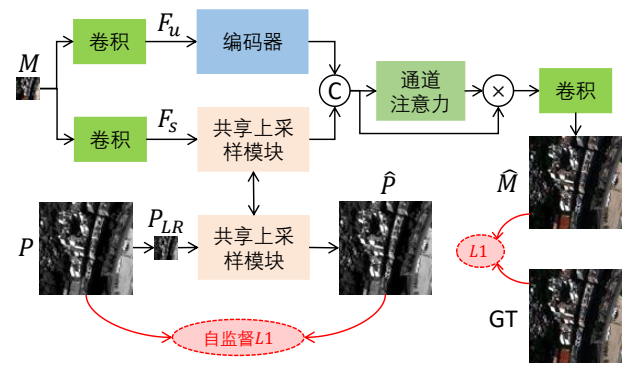 M
卷积
F_u
编码器
C
通道
注意力
×
卷积
卷积
F_s
共享上采
样模块
M̂
P
P_LR
共享上采
样模块
P̂
L1
自监督L1
GT